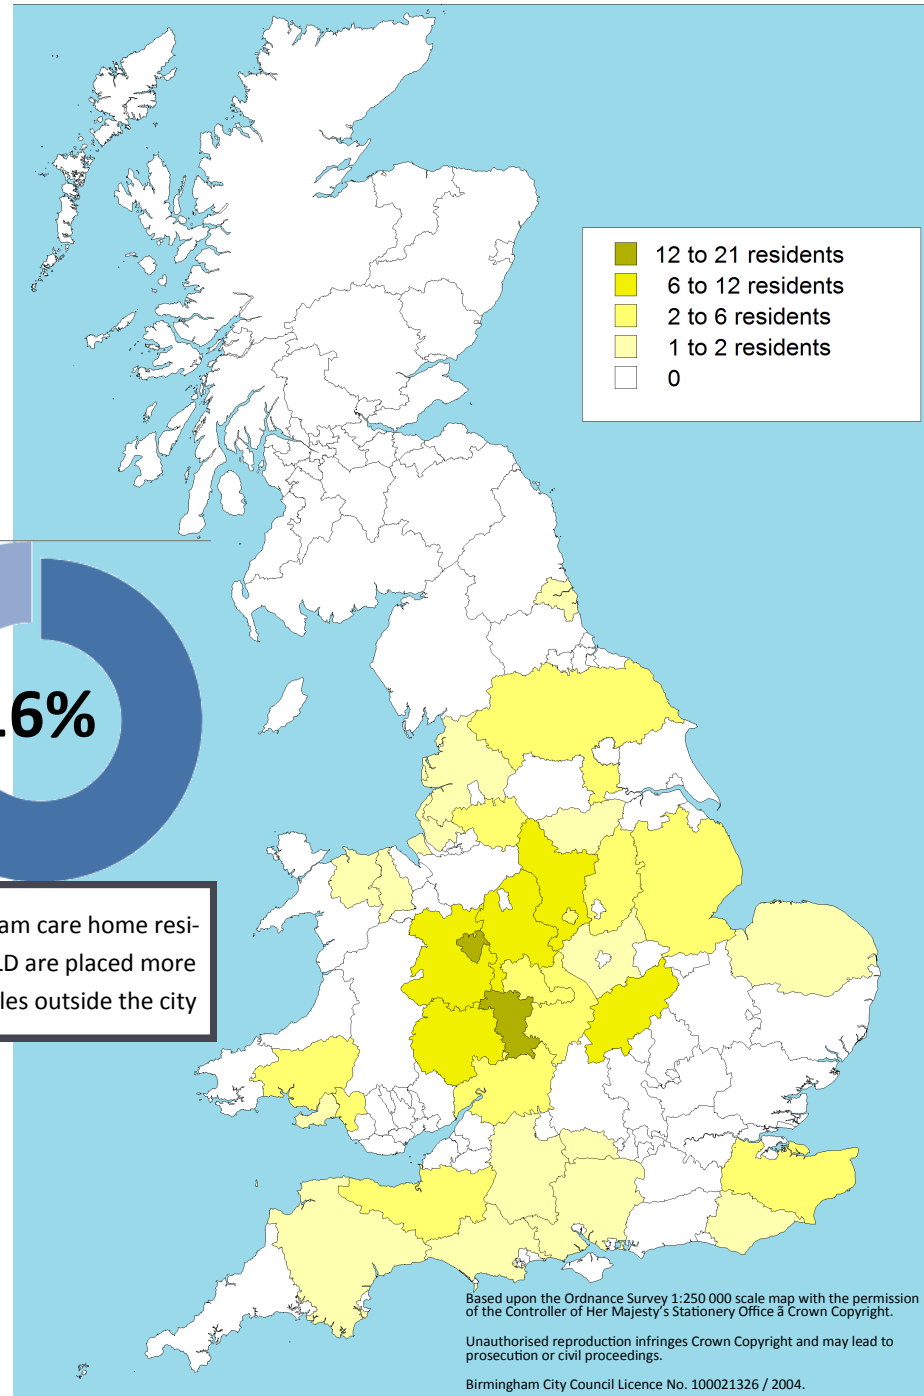 12 to 21 residents
6 to 12 residents
2 to 6 residents
1 to 2 residents
0
6%
am care home resi-
LD are placed more
les outside the city
Based upon the Ordnance Survey 1:250 000 scale map with the permission
of the Controller of Her Majesty's Stationery Office ã Crown Copyright.
Unauthorised reproduction infringes Crown Copyright and may lead to
prosecution or civil proceedings.
Birmingham City Council Licence No. 100021326 / 2004.